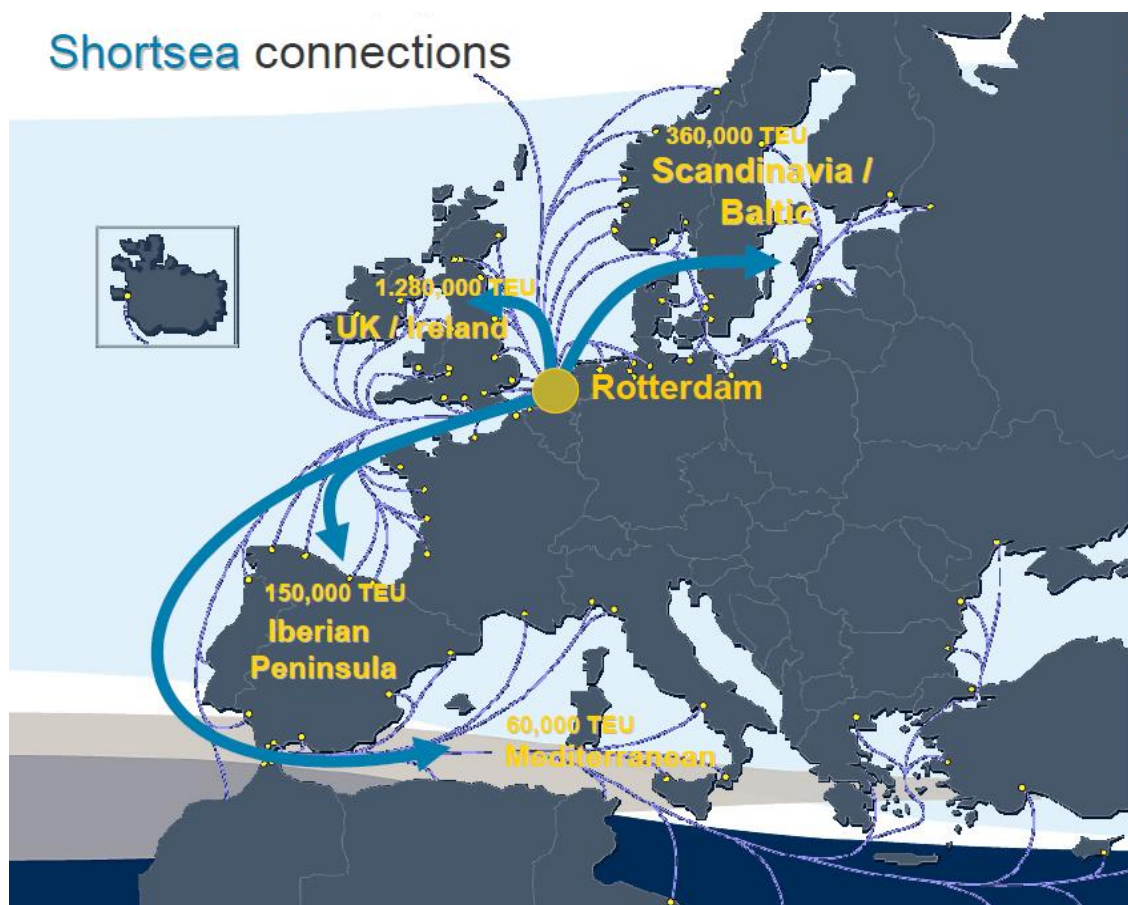 Shortsea connections
360,000 TEU
Scandinavia /
Baltic
1.280,000 TEU
UK / Ireland
Rotterdam
150,000 TEU
Iberian
Peninsula
60,000 TEU
Mediterranean